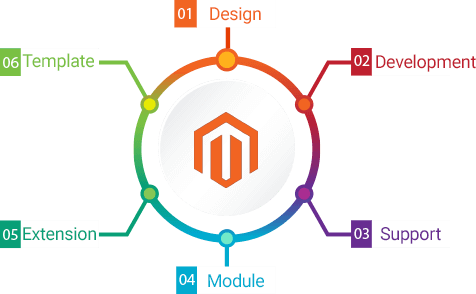 01 Design
02 Development
03 Support
04 Module
05 Extension
06 Template